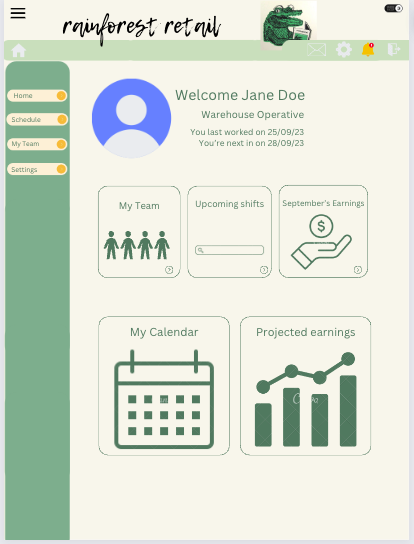 rainforest retail
Welcome Jane Doe
Warehouse Operative
You last worked on 25/09/23
You're next in on 28/09/23
Home
Schedule
My Team
Settings
My Team
Upcoming shifts
September's Earnings
$
My Calendar
Projected earnings